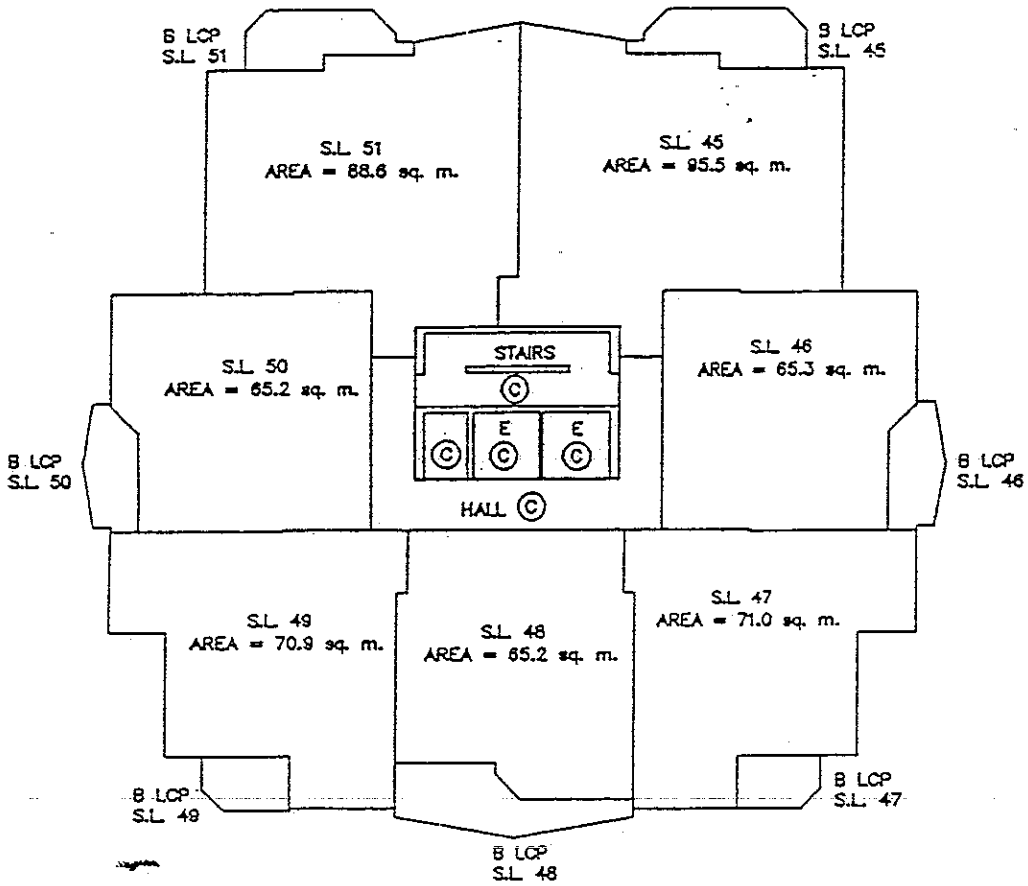 B LCP
S.L. 51
B LCP
S.L. 45
S.L. 51
AREA = 88.6 sq. m.
S.L. 45
AREA = 95.5 sq. m.
STAIRS
C
S.L. 50
AREA = 65.2 sq. m.
S.L. 46
AREA = 65.3 sq. m.
E
E
C
C
C
B LCP
S.L. 50
B LCP
S.L. 46
HALL C
S.L. 49
AREA = 70.9 sq. m.
S.L. 48
AREA = 65.2 sq. m.
S.L. 47
AREA = 71.0 sq. m.
B LCP
S.L. 49
B LCP
S.L. 47
B LCP
S.L. 48